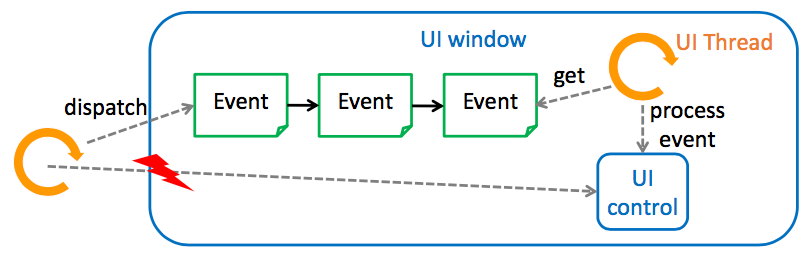 UI window
UI Thread
dispatch
Event
Event
Event
get
process
event
UI
control